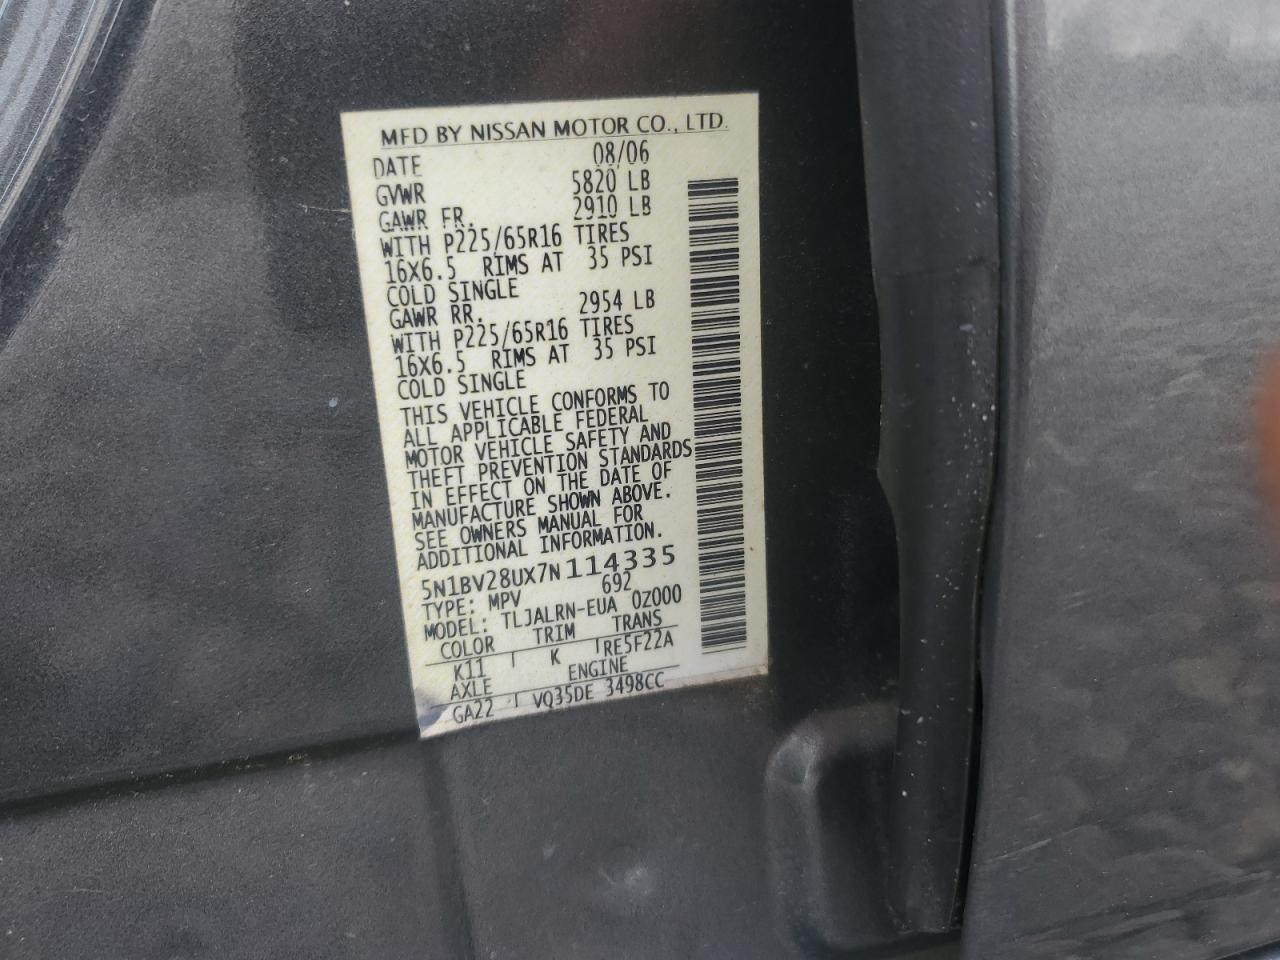 MFD BY NISSAN MOTOR CO., LTD.
DATE 08/06
GVWR 5820 LB
GAWR FR. 2910 LB
WITH P225/65R16 TIRES
16X6.5 RIMS AT 35 PSI
COLD SINGLE
GAWR RR. 2954 LB
WITH P225/65R16 TIRES
16X6.5 RIMS AT 35 PSI
COLD SINGLE
THIS VEHICLE CONFORMS TO
ALL APPLICABLE FEDERAL
MOTOR VEHICLE SAFETY AND
THEFT PREVENTION STANDARDS
IN EFFECT ON THE DATE OF
MANUFACTURE SHOWN ABOVE.
SEE OWNERS MANUAL FOR
ADDITIONAL INFORMATION.
5N1BV28UX7N114335
TYPE: MPV 692
MODEL: TLJALRN-EUA 0Z000
COLOR TRIM TRANS
K11 K RE5F22A
AXLE ENGINE
GA22 VQ35DE 3498CC